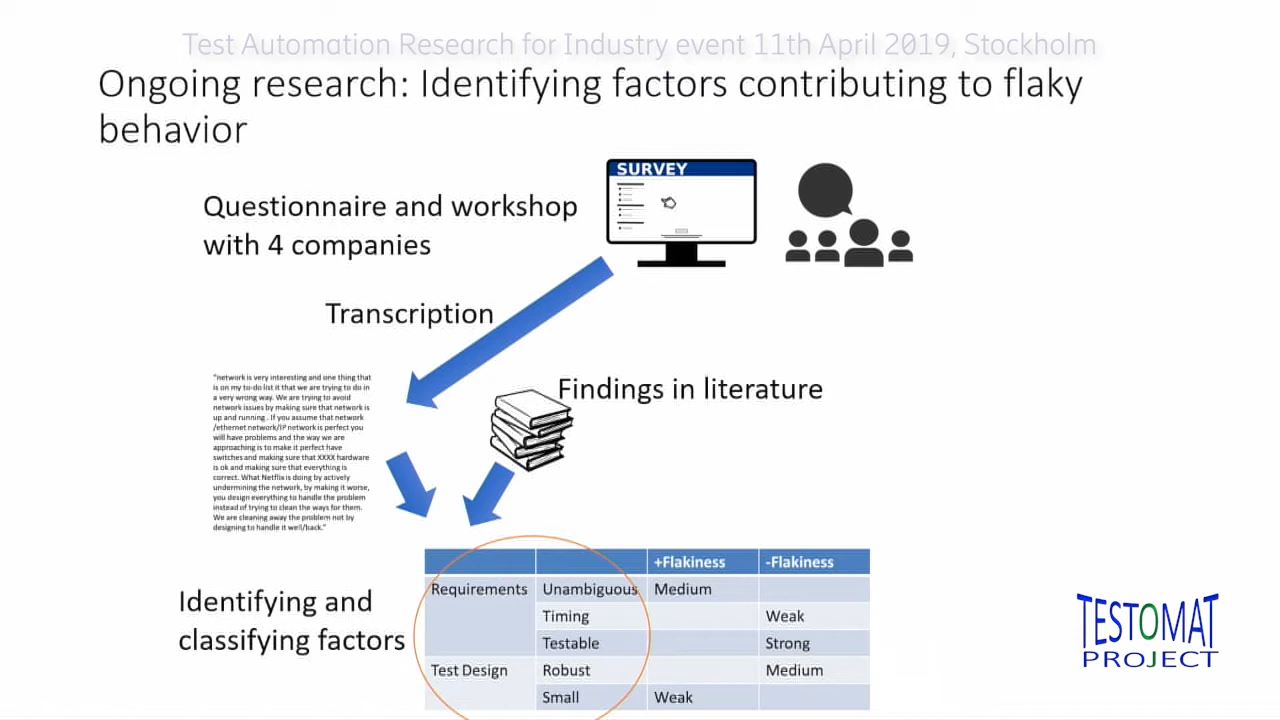 Test Automation Research for Industry event 11th April 2019, Stockholm
Ongoing research: Identifying factors contributing to flaky
behavior
SURVEY
Questionnaire and workshop
with 4 companies
Transcription
"network is very interesting and one thing that
is on my to-do list it that we are trying to do in
a very wrong way. We are trying to avoid
network issues by making sure that network is
up and running . If you assume that network
/ethernet network/IP network is perfect you
will have problems and the way we are
approaching is to make it perfect have
switches and making sure that XXXX hardware
is ok and making sure that everything is
correct. What Netflix is doing by actively
undermining the network, by making it worse,
you design everything to handle the problem
instead of trying to clean the ways for them.
We are cleaning away the problem not by
designing to handle it well/back."
Findings in literature
Identifying and
classifying factors
+Flakiness -Flakiness
Requirements Unambiguous Medium
Timing Weak
Testable Strong
Test Design Robust Medium
Small Weak
TESTOMAT
PROJECT